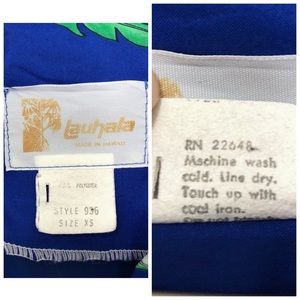 Lauhala
MADE IN HAWAII
POLYESTER
STYLE 936
SIZE XS
RN 22648
Machine wash
cold. Line dry.
Touch up with
cool iron.